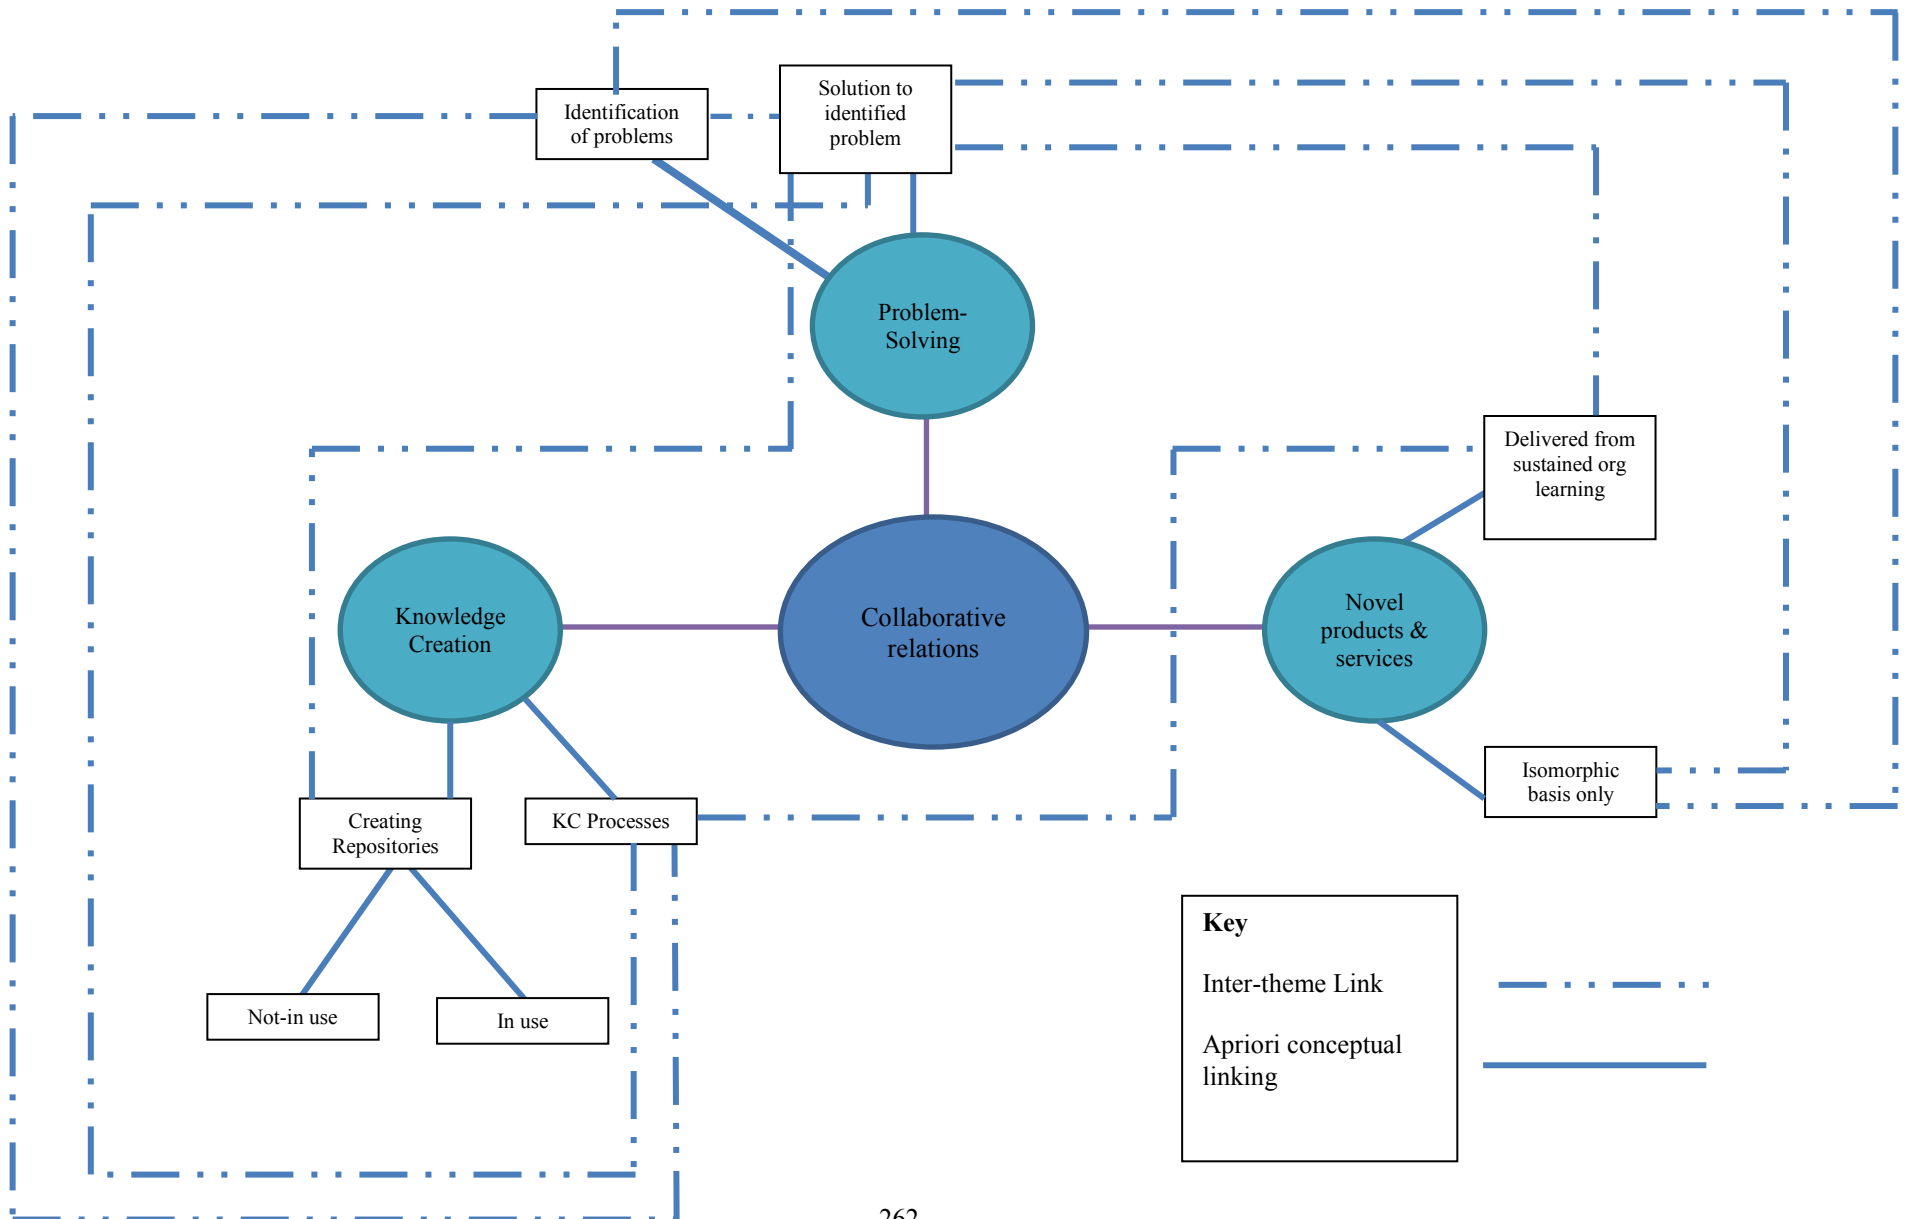 Identification
of problems
Solution to
identified
problem
Problem-
Solving
Delivered from
sustained org
learning
Knowledge
Creation
Collaborative
relations
Novel
products &
services
Isomorphic
basis only
Creating
Repositories
KC Processes
Not-in use
In use
Key
Inter-theme Link
Apriori conceptual
linking
262